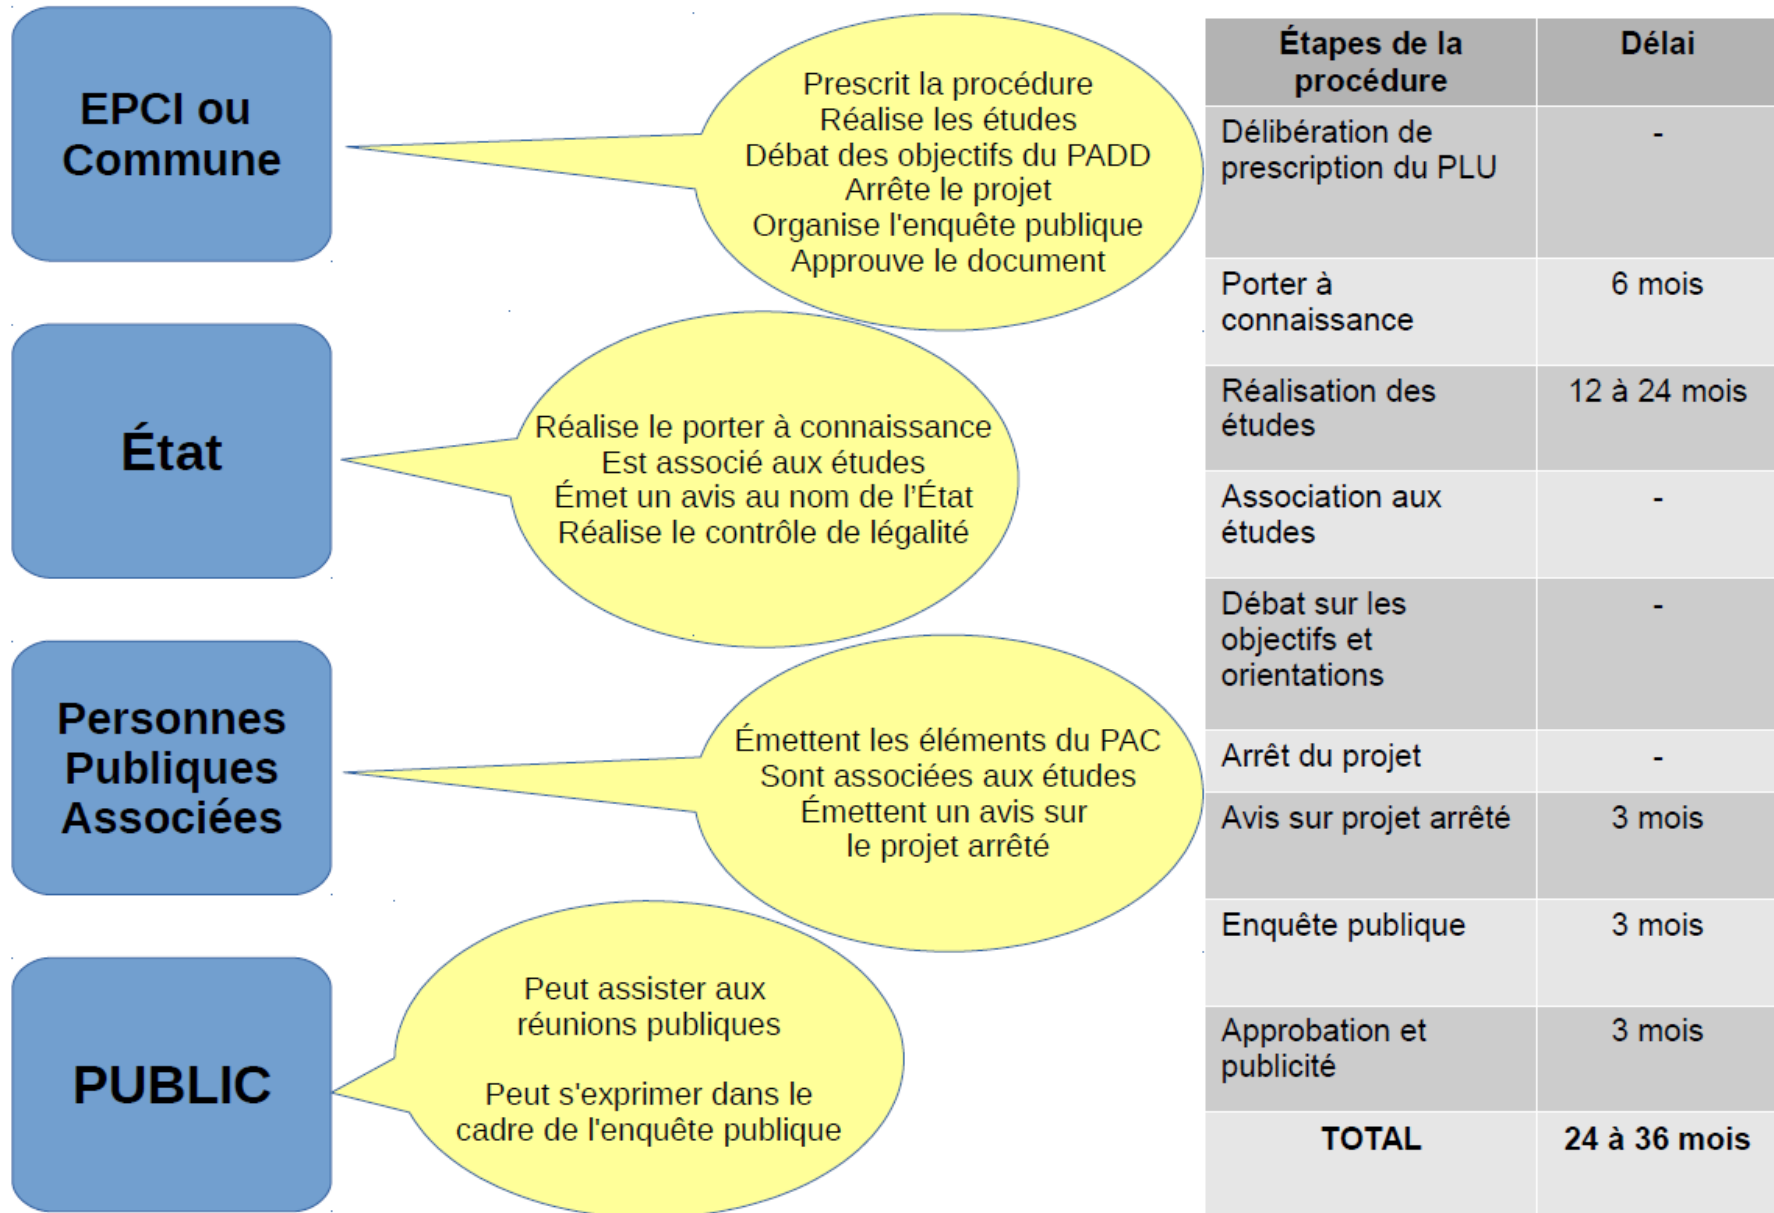 EPCI ou
Commune
Prescrit la procédure
Réalise les études
Débat des objectifs du PADD
Arrête le projet
Organise l'enquête publique
Approuve le document
État
Réalise le porter à connaissance
Est associé aux études
Émet un avis au nom de l’État
Réalise le contrôle de légalité
Personnes
Publiques
Associées
Émettent les éléments du PAC
Sont associées aux études
Émettent un avis sur
le projet arrêté
PUBLIC
Peut assister aux
réunions publiques
Peut s'exprimer dans le
cadre de l'enquête publique
Étapes de la
procédure
Délai
Délibération de
prescription du PLU
-
Porter à
connaissance
6 mois
Réalisation des
études
12 à 24 mois
Association aux
études
-
Débat sur les
objectifs et
orientations
-
Arrêt du projet
-
Avis sur projet arrêté
3 mois
Enquête publique
3 mois
Approbation et
publicité
3 mois
TOTAL
24 à 36 mois